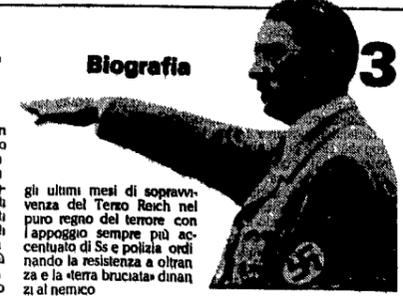 Biografia
3
gli ultimi mesi di sopravvi-
venza del Terzo Reich nel
puro regno del terrore con
l appoggio sempre più ac-
centuato di Ss e polizia ordi
nando la resistenza a oltran
za e la «terra bruciata» dinan
zi al nemico